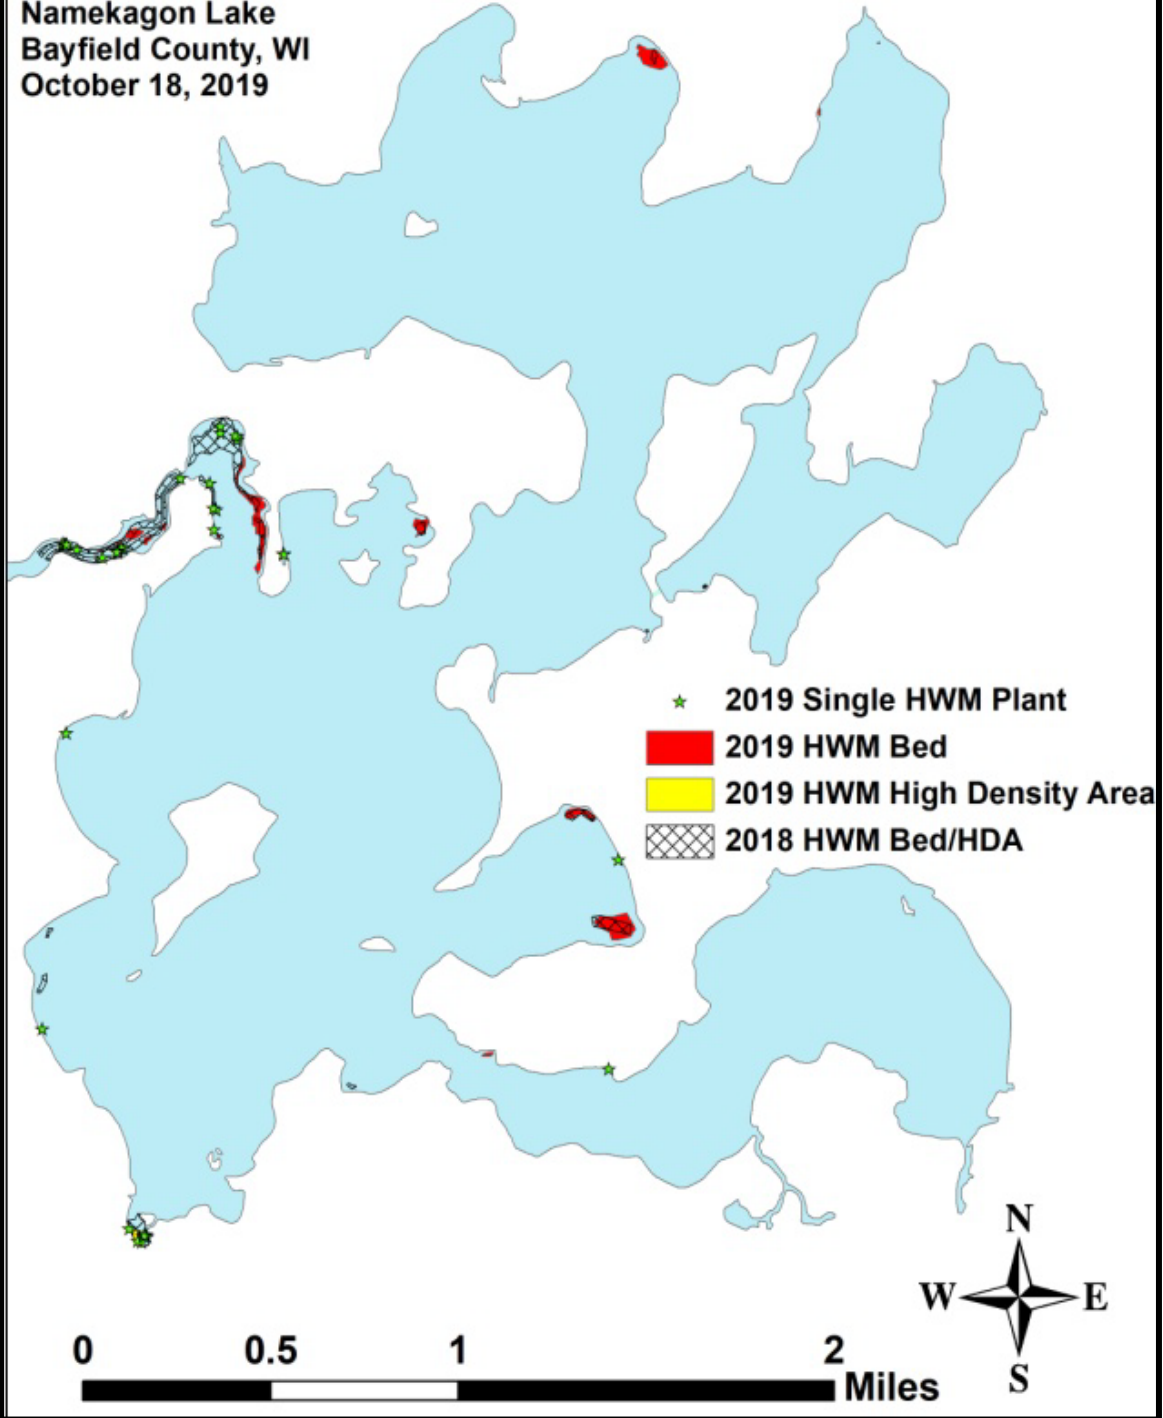 Namekagon Lake
Bayfield County, WI
October 18, 2019
2019 Single HWM Plant
2019 HWM Bed
2019 HWM High Density Area
2018 HWM Bed/HDA
N
W E
S
0 0.5 1 2
Miles